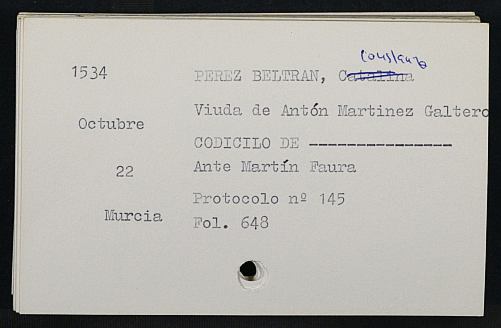 Constanza
1534 PEREZ BELTRAN, Catalina
Viuda de Antón Martinez Galtero
Octubre
CODICILO DE ---------------
22 Ante Martín Faura
Protocolo nº 145
Murcia Fol. 648